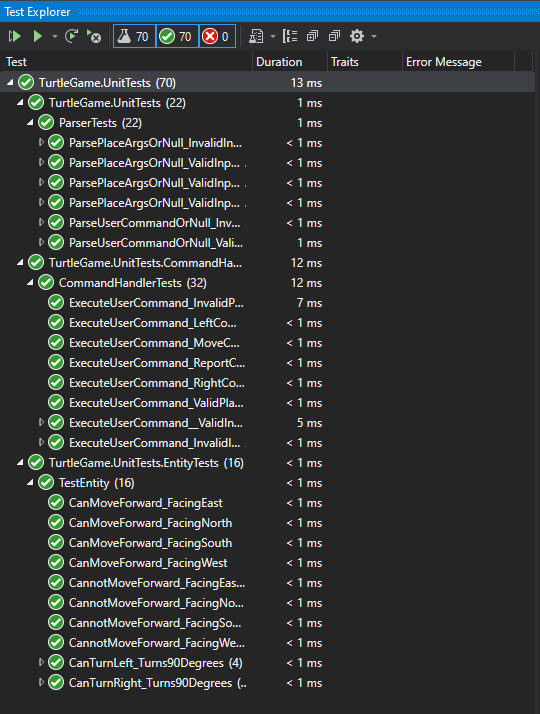 Test Explorer
70 70 0
Test Duration Traits Error Message
TurtleGame.UnitTests (70) 13 ms
TurtleGame.UnitTests (22) 1 ms
ParserTests (22) 1 ms
ParsePlaceArgsOrNull_InvalidIn... < 1 ms
ParsePlaceArgsOrNull_ValidInp... < 1 ms
ParsePlaceArgsOrNull_ValidInp... < 1 ms
ParsePlaceArgsOrNull_ValidInp... < 1 ms
ParseUserCommandOrNull_Inv... < 1 ms
ParseUserCommandOrNull_Vali... 1 ms
TurtleGame.UnitTests.CommandHa... 12 ms
CommandHandlerTests (32) 12 ms
ExecuteUserCommand_InvalidP... 7 ms
ExecuteUserCommand_LeftCo... < 1 ms
ExecuteUserCommand_MoveC... < 1 ms
ExecuteUserCommand_ReportC... < 1 ms
ExecuteUserCommand_RightCo... < 1 ms
ExecuteUserCommand_ValidPla... < 1 ms
ExecuteUserCommand__ValidIn... 5 ms
ExecuteUserCommand_InvalidI... < 1 ms
TurtleGame.UnitTests.EntityTests (16) < 1 ms
TestEntity (16) < 1 ms
CanMoveForward_FacingEast < 1 ms
CanMoveForward_FacingNorth < 1 ms
CanMoveForward_FacingSouth < 1 ms
CanMoveForward_FacingWest < 1 ms
CannotMoveForward_FacingEas... < 1 ms
CannotMoveForward_FacingNo... < 1 ms
CannotMoveForward_FacingSo... < 1 ms
CannotMoveForward_FacingWe... < 1 ms
CanTurnLeft_Turns90Degrees (4) < 1 ms
CanTurnRight_Turns90Degrees (... < 1 ms